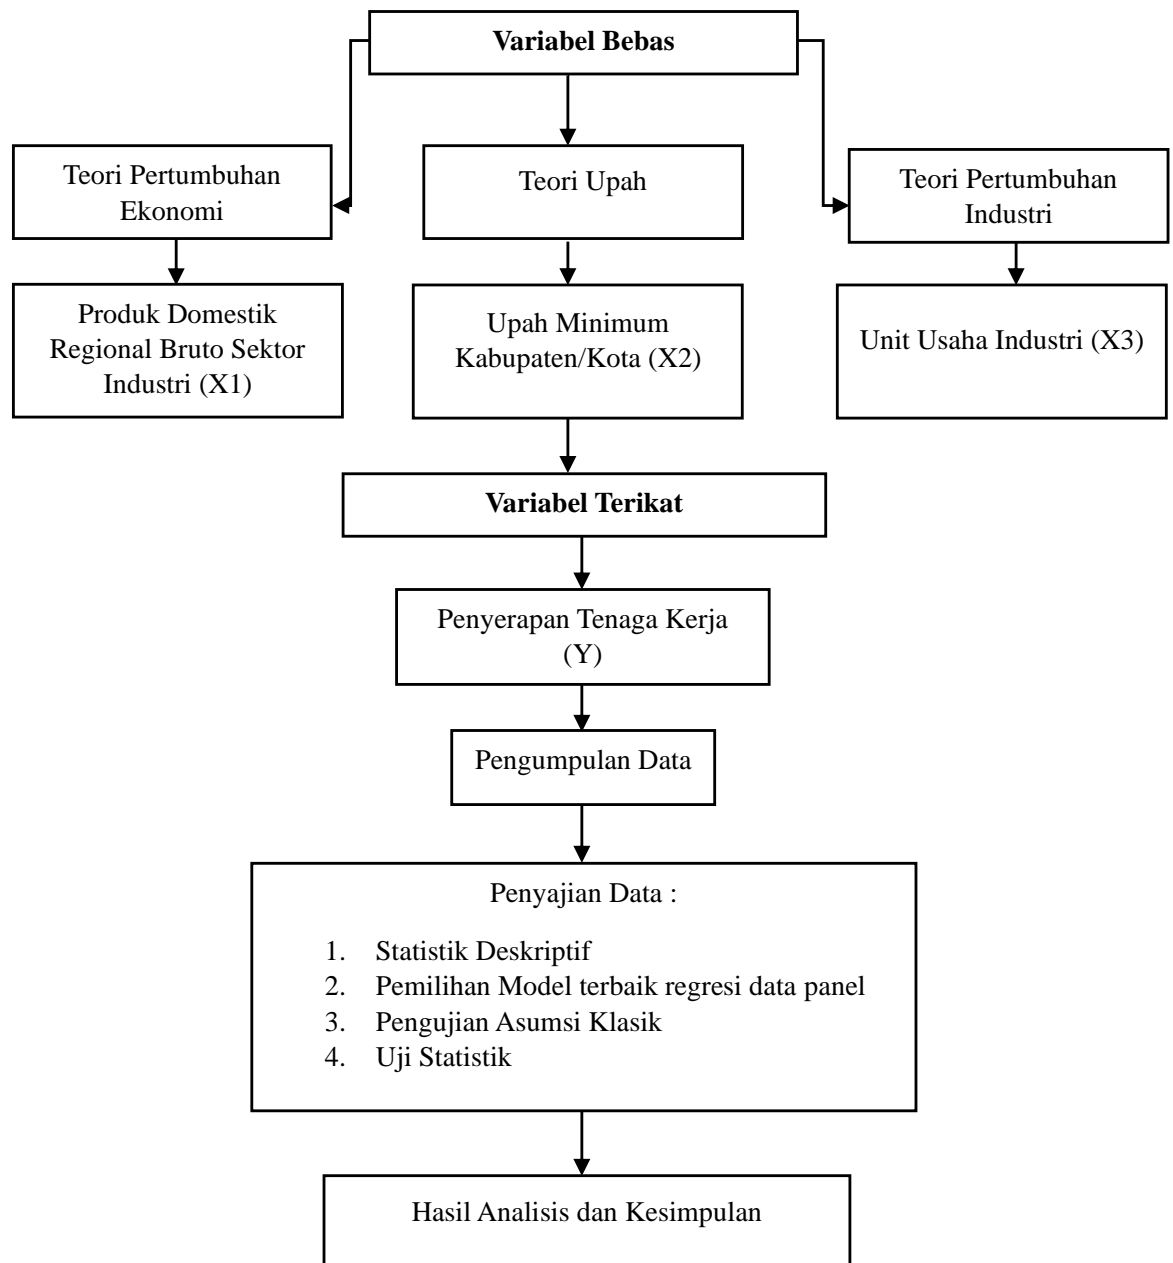 Variabel Bebas
Teori Pertumbuhan
Ekonomi
Teori Upah
Teori Pertumbuhan
Industri
Produk Domestik
Regional Bruto Sektor
Industri (X1)
Upah Minimum
Kabupaten/Kota (X2)
Unit Usaha Industri (X3)
Variabel Terikat
Penyerapan Tenaga Kerja
(Y)
Pengumpulan Data
Penyajian Data :
1. Statistik Deskriptif
2. Pemilihan Model terbaik regresi data panel
3. Pengujian Asumsi Klasik
4. Uji Statistik
Hasil Analisis dan Kesimpulan